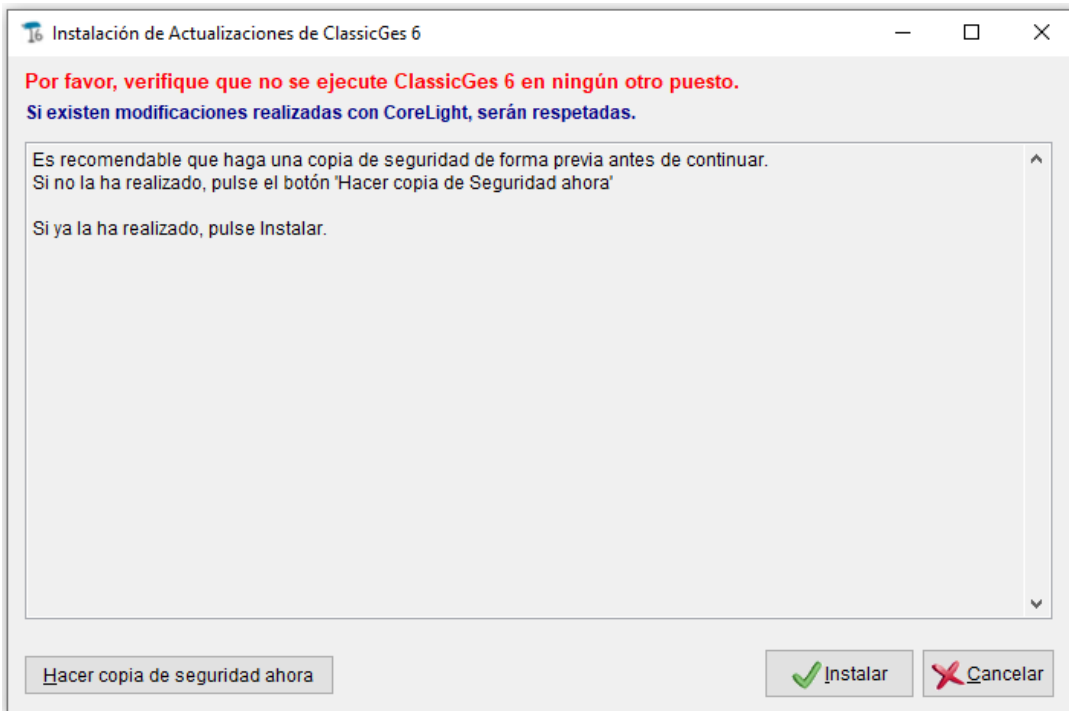 Instalación de Actualizaciones de ClassicGes 6
Por favor, verifique que no se ejecute ClassicGes 6 en ningún otro puesto.
Si existen modificaciones realizadas con CoreLight, serán respetadas.
Es recomendable que haga una copia de seguridad de forma previa antes de continuar.
Si no la ha realizado, pulse el botón 'Hacer copia de Seguridad ahora'
Si ya la ha realizado, pulse Instalar.
Hacer copia de seguridad ahora
Instalar
Cancelar